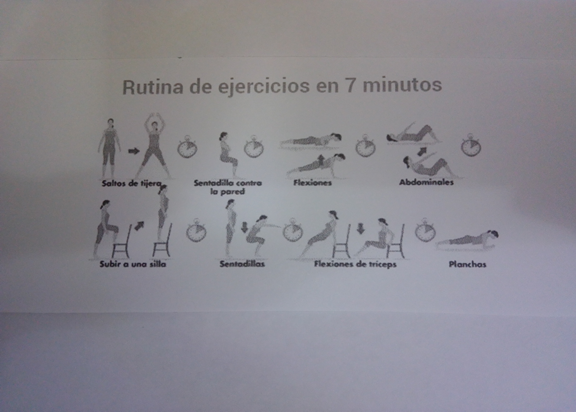 Rutina de ejercicios en 7 minutos
Saltos de tijera
Sentadilla contra
la pared
Flexiones
Abdominales
Subir a una silla
Sentadillas
Flexiones de tríceps
Planchas